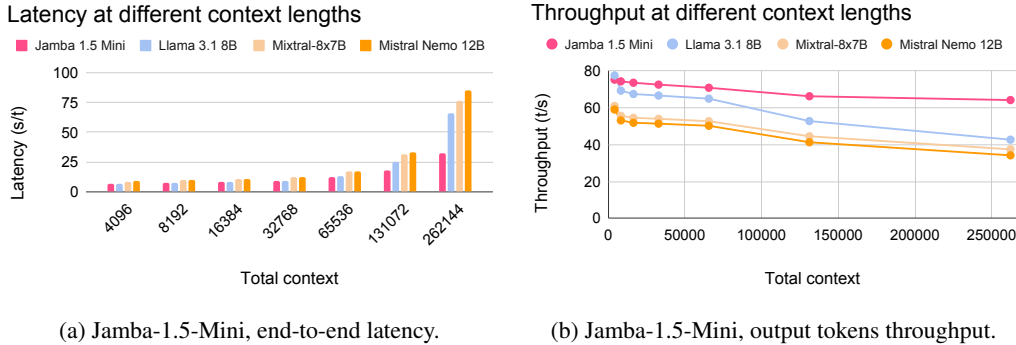 Latency at different context lengths
Jamba 1.5 Mini Llama 3.1 8B Mixtral-8x7B Mistral Nemo 12B
Latency (s/t)
100
75
50
25
0
4096 8192 16384 32768 65536 131072 262144
Total context
(a) Jamba-1.5-Mini, end-to-end latency.
Throughput at different context lengths
Jamba 1.5 Mini Llama 3.1 8B Mixtral-8x7B Mistral Nemo 12B
Throughput (t/s)
80
60
40
20
0
0 50000 100000 150000 200000 250000
Total context
(b) Jamba-1.5-Mini, output tokens throughput.